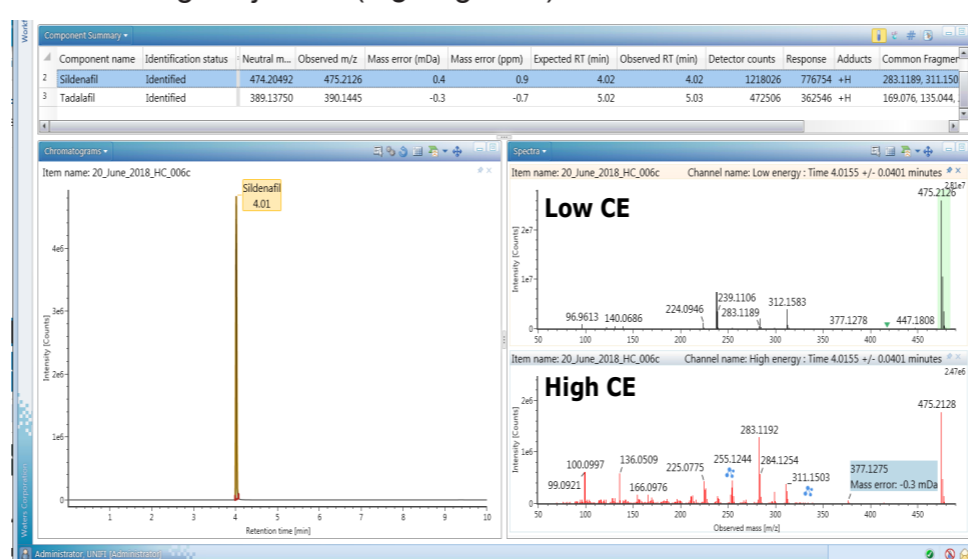 Component Summary
Component name Identification status Neutral m... Observed m/z Mass error (mDa) Mass error (ppm) Expected RT (min) Observed RT (min) Detector counts Response Adducts Common Fragmen
2 Sildenafil Identified 474.20492 475.2126 0.4 0.9 4.02 4.02 1218026 776754 +H 283.1189, 311.150
3 Tadalafil Identified 389.13750 390.1445 -0.3 -0.7 5.02 5.03 472506 362546 +H 169.076, 135.044,
Chromatograms
Item name: 20_June_2018_HC_006c
Sildenafil
4.01
4e6
3e6
2e6
1e6
0
Intensity [Counts]
1 2 3 4 5 6 7 8 9 10
Retention time [min]
Spectra
Item name: 20_June_2018_HC_006c Channel name: Low energy : Time 4.0155 +/- 0.0401 minutes
2.81e7
475.2126
Low CE
2e7
1e7
0
Intensity [Counts]
96.9613 140.0686 224.0946 239.1106 283.1189 312.1583 377.1278 447.1808
50 100 150 200 250 300 350 400 450
Item name: 20_June_2018_HC_006c Channel name: High energy : Time 4.0155 +/- 0.0401 minutes
2.47e6
High CE
475.2128
2e6
1e6
0
Intensity [Counts]
99.0921 100.0997 136.0509 166.0976 225.0775 255.1244 283.1192 284.1254 311.1503
377.1275
Mass error: -0.3 mDa
50 100 150 200 250 300 350 400 450
Observed mass [m/z]
Waters Corporation
Administrator, UNIFI (Administrator)